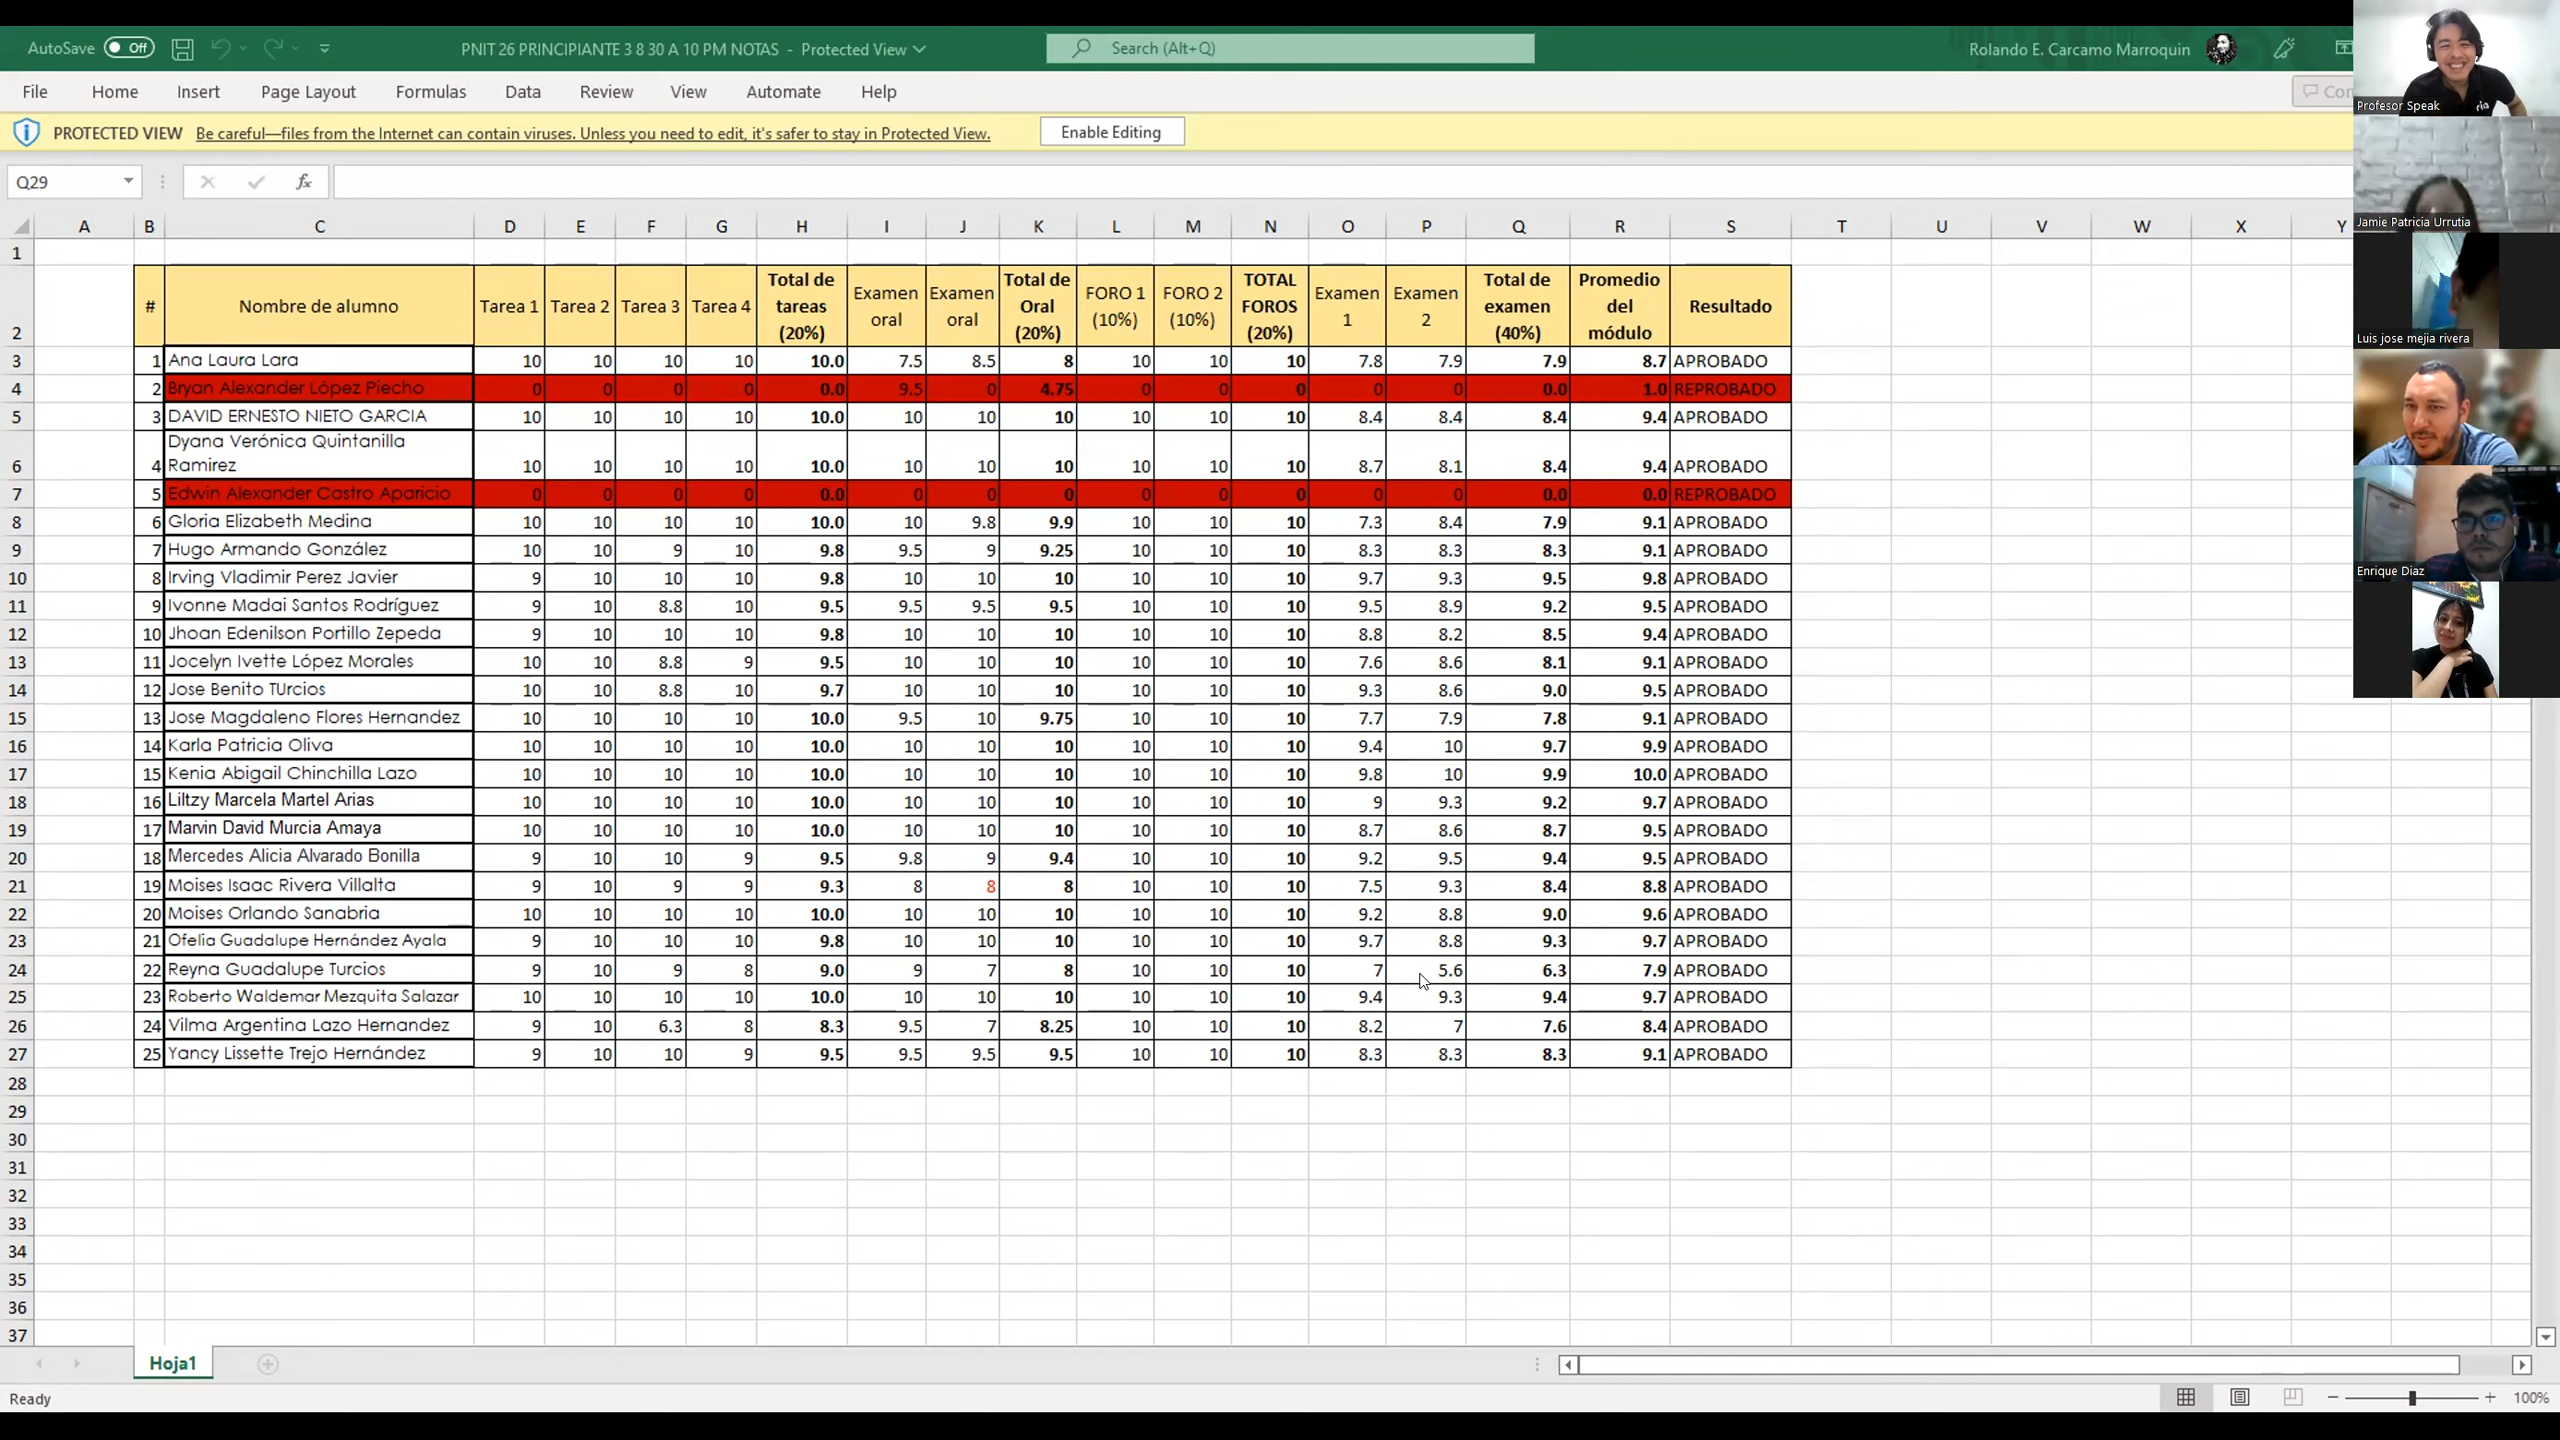 AutoSave Off PNIT 26 PRINCIPIANTE 3 8 30 A 10 PM NOTAS - Protected View Search (Alt+Q) Rolando E. Carcamo Marroquin
File Home Insert Page Layout Formulas Data Review View Automate Help
PROTECTED VIEW Be careful—files from the Internet can contain viruses. Unless you need to edit, it's safer to stay in Protected View. Enable Editing
Q29 fx
A B C D E F G H I J K L M N O P Q R S T U V W X Y
1
2 # Nombre de alumno Tarea 1 Tarea 2 Tarea 3 Tarea 4 Total de tareas (20%) Examen oral Examen oral Total de Oral (20%) FORO 1 (10%) FORO 2 (10%) TOTAL FOROS (20%) Examen 1 Examen 2 Total de examen (40%) Promedio del módulo Resultado
3 1 Ana Laura Lara 10 10 10 10 10.0 7.5 8.5 8 10 10 10 7.8 7.9 7.9 8.7 APROBADO
4 2 Bryan Alexander López Piecho 0 0 0 0 0.0 9.5 0 4.75 0 0 0 0 0 0.0 1.0 REPROBADO
5 3 DAVID ERNESTO NIETO GARCIA 10 10 10 10 10.0 10 10 10 10 10 10 8.4 8.4 8.4 9.4 APROBADO
6 4 Dyana Verónica Quintanilla Ramirez 10 10 10 10 10.0 10 10 10 10 10 10 8.7 8.1 8.4 9.4 APROBADO
7 5 Edwin Alexander Castro Aparicio 0 0 0 0 0.0 0 0 0 0 0 0 0 0 0.0 0.0 REPROBADO
8 6 Gloria Elizabeth Medina 10 10 10 10 10.0 10 9.8 9.9 10 10 10 7.3 8.4 7.9 9.1 APROBADO
9 7 Hugo Armando González 10 10 9 10 9.8 9.5 9 9.25 10 10 10 8.3 8.3 8.3 9.1 APROBADO
10 8 Irving Vladimir Perez Javier 9 10 10 10 9.8 10 10 10 10 10 10 9.7 9.3 9.5 9.8 APROBADO
11 9 Ivonne Madai Santos Rodríguez 9 10 8.8 10 9.5 9.5 9.5 9.5 10 10 10 9.5 8.9 9.2 9.5 APROBADO
12 10 Jhoan Edenilson Portillo Zepeda 9 10 10 10 9.8 10 10 10 10 10 10 8.8 8.2 8.5 9.4 APROBADO
13 11 Jocelyn Ivette López Morales 10 10 8.8 9 9.5 10 10 10 10 10 10 7.6 8.6 8.1 9.1 APROBADO
14 12 Jose Benito TUrcios 10 10 8.8 10 9.7 10 10 10 10 10 10 9.3 8.6 9.0 9.5 APROBADO
15 13 Jose Magdaleno Flores Hernandez 10 10 10 10 10.0 9.5 10 9.75 10 10 10 7.7 7.9 7.8 9.1 APROBADO
16 14 Karla Patricia Oliva 10 10 10 10 10.0 10 10 10 10 10 10 9.4 10 9.7 9.9 APROBADO
17 15 Kenia Abigail Chinchilla Lazo 10 10 10 10 10.0 10 10 10 10 10 10 9.8 10 9.9 10.0 APROBADO
18 16 Liltzy Marcela Martel Arias 10 10 10 10 10.0 10 10 10 10 10 10 9 9.3 9.2 9.7 APROBADO
19 17 Marvin David Murcia Amaya 10 10 10 10 10.0 10 10 10 10 10 10 8.7 8.6 8.7 9.5 APROBADO
20 18 Mercedes Alicia Alvarado Bonilla 9 10 10 9 9.5 9.8 9 9.4 10 10 10 9.2 9.5 9.4 9.5 APROBADO
21 19 Moises Isaac Rivera Villalta 9 10 9 9 9.3 8 8 8 10 10 10 7.5 9.3 8.4 8.8 APROBADO
22 20 Moises Orlando Sanabria 10 10 10 10 10.0 10 10 10 10 10 10 9.2 8.8 9.0 9.6 APROBADO
23 21 Ofelia Guadalupe Hernández Ayala 9 10 10 10 9.8 10 10 10 10 10 10 9.7 8.8 9.3 9.7 APROBADO
24 22 Reyna Guadalupe Turcios 9 10 9 8 9.0 9 7 8 10 10 10 7 5.6 6.3 7.9 APROBADO
25 23 Roberto Waldemar Mezquita Salazar 10 10 10 10 10.0 10 10 10 10 10 10 9.4 9.3 9.4 9.7 APROBADO
26 24 Vilma Argentina Lazo Hernandez 9 10 6.3 8 8.3 9.5 7 8.25 10 10 10 8.2 7 7.6 8.4 APROBADO
27 25 Yancy Lissette Trejo Hernández 9 10 10 9 9.5 9.5 9.5 9.5 10 10 10 8.3 8.3 8.3 9.1 APROBADO
28
29
30
31
32
33
34
35
36
37
Hoja1
Ready 100%
Profesor Speak
Jamie Patricia Urrutia
Luis jose mejia rivera
Enrique Diaz